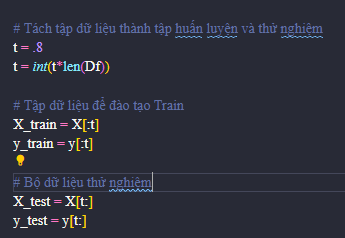 # Tách tập dữ liệu thành tập huấn luyện và thử nghiệm
t = .8
t = int(t*len(Df))
# Tập dữ liệu để đào tạo Train
X_train = X[:t]
y_train = y[:t]
# Bộ dữ liệu thử nghiêm
X_test = X[t:]
y_test = y[t:]